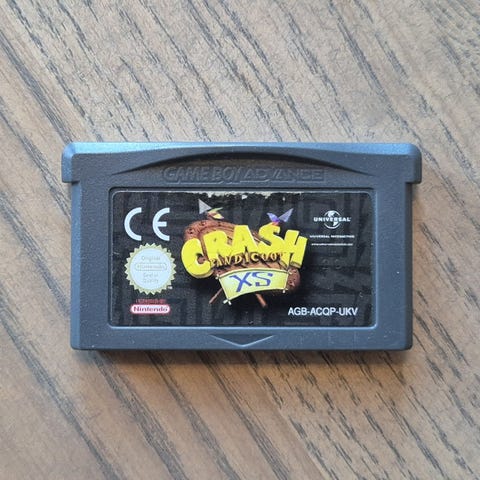 GAME BOY ADVANCE
CE
Original
Nintendo
Seal of
Quality
Nintendo
CRASH
BANDICOOT
XS
UNIVERSAL
UNIVERSAL INTERACTIVE
AGB-ACQP-UKV